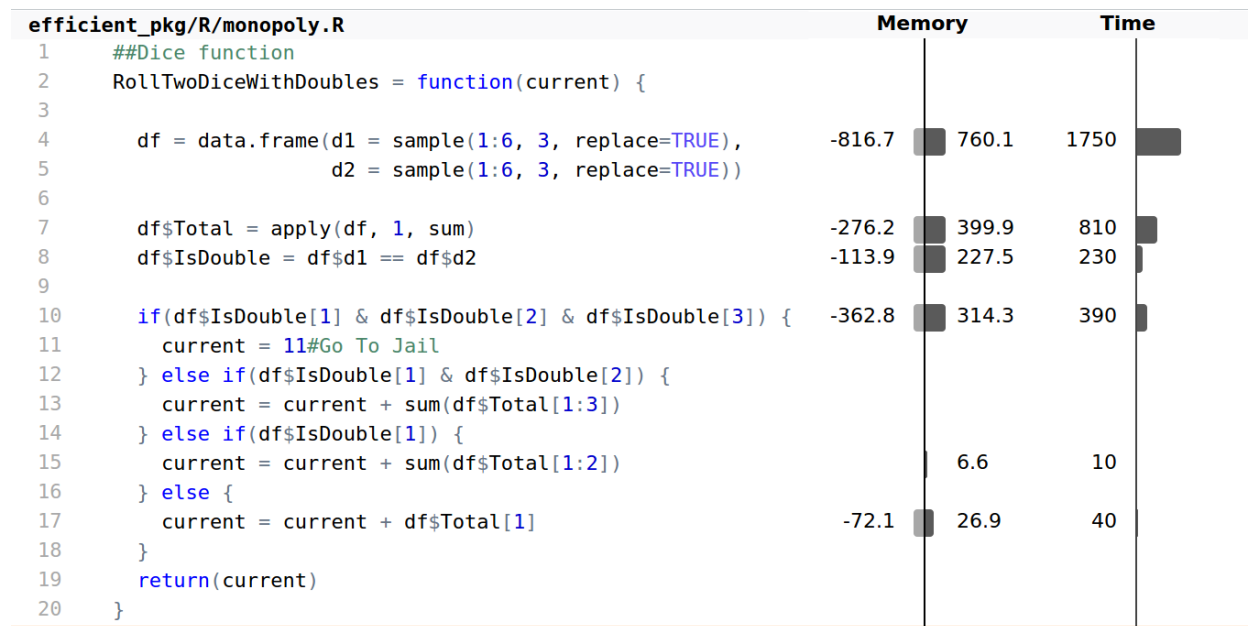 efficient_pkg/R/monopoly.R Memory Time
1 ##Dice function
2 RollTwoDiceWithDoubles = function(current) {
3
4 df = data.frame(d1 = sample(1:6, 3, replace=TRUE), -816.7 760.1 1750
5 d2 = sample(1:6, 3, replace=TRUE))
6
7 df$Total = apply(df, 1, sum) -276.2 399.9 810
8 df$IsDouble = df$d1 == df$d2 -113.9 227.5 230
9
10 if(df$IsDouble[1] & df$IsDouble[2] & df$IsDouble[3]) { -362.8 314.3 390
11 current = 11#Go To Jail
12 } else if(df$IsDouble[1] & df$IsDouble[2]) {
13 current = current + sum(df$Total[1:3])
14 } else if(df$IsDouble[1]) {
15 current = current + sum(df$Total[1:2]) 6.6 10
16 } else {
17 current = current + df$Total[1] -72.1 26.9 40
18 }
19 return(current)
20 }